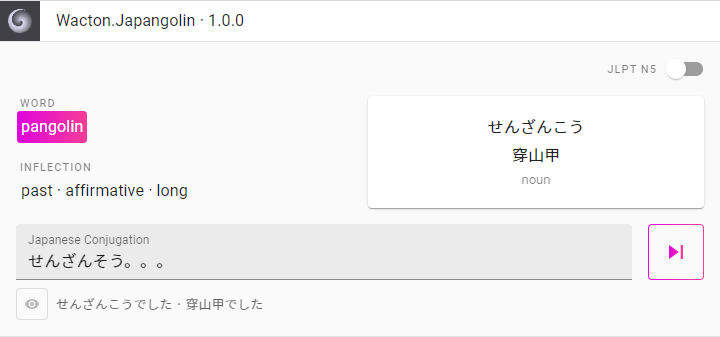 Wacton.Japangolin · 1.0.0
JLPT N5
WORD
pangolin
INFLECTION
past · affirmative · long
せんざんこう
穿山甲
noun
Japanese Conjugation
せんざんそう。。。
せんざんこうでした · 穿山甲でした